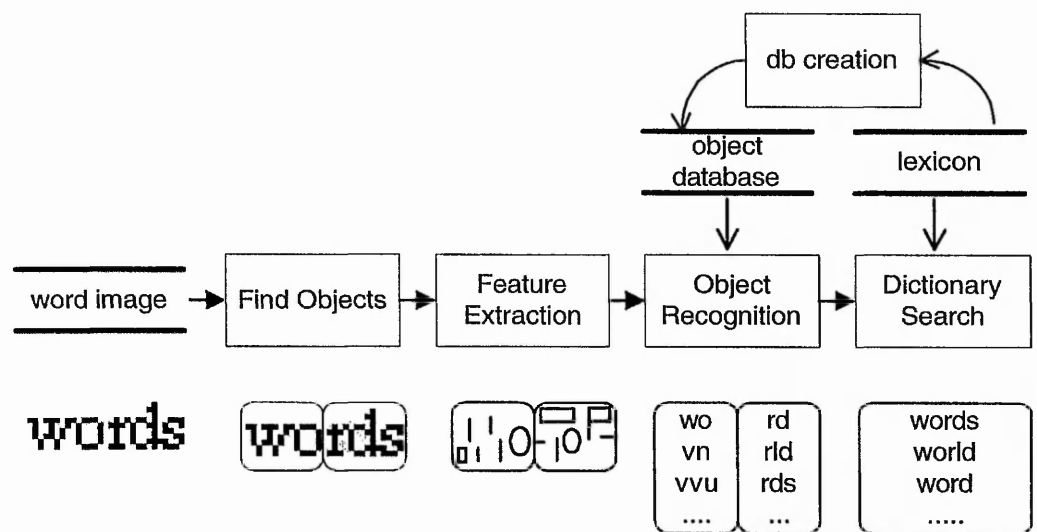 db creation
object
database
lexicon
word image
Find Objects
Feature
Extraction
Object
Recognition
Dictionary
Search
words
words
wo
vn
vvu
....
rd
rld
rds
...
words
world
word
.....